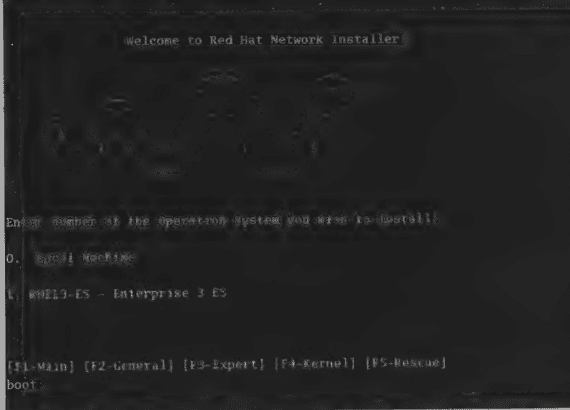 Welcome to Red Hat Network Installer
Enter number of the Operation System you wish to install:
0. Local Machine
1. RHEL3-ES - Enterprise 3 ES
[F1-Main] [F2-General] [F3-Expert] [F4-Kernel] [F5-Rescue]
boot: